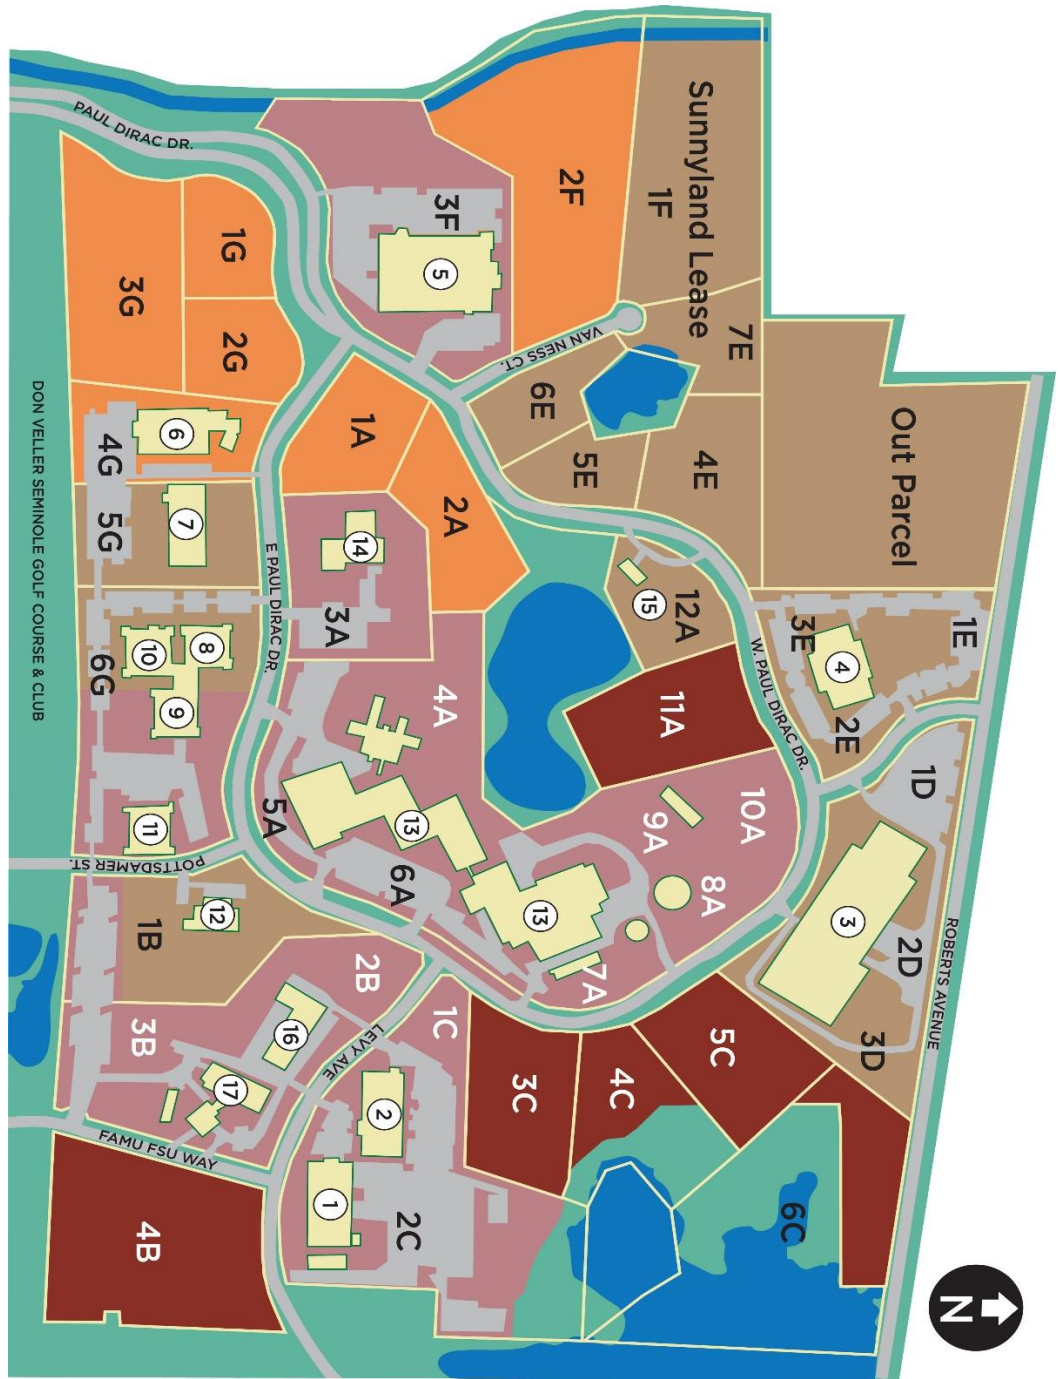 PAUL DIRAC DR.
Sunnyland Lease
1F
2F
3F
5
1G
2G
3G
VAN NESS CT.
7E
6E
5E
4E
Out Parcel
1A
2A
6
4G
5G
7
14
3A
E PAUL DIRAC DR.
DON VELLER SEMINOLE GOLF COURSE & CLUB
15
12A
W. PAUL DIRAC DR.
3E
4
2E
1E
8
10
9
6G
4A
11A
10A
9A
8A
1D
3
2D
3D
ROBERTS AVENUE
5A
6A
13
13
7A
11
POTTSDAMER ST.
12
1B
2B
3B
16
17
LEVY AVE
1C
2
1
2C
3C
4C
5C
6C
FAMU FSU WAY
4B
N